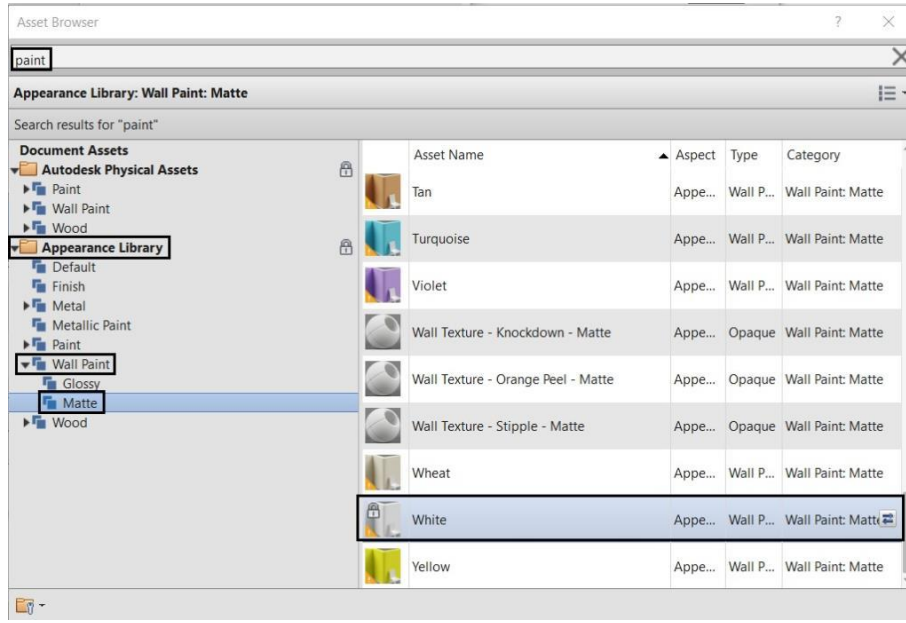 Asset Browser
paint
Appearance Library: Wall Paint: Matte
Search results for "paint"
Document Assets
Autodesk Physical Assets
Paint
Wall Paint
Wood
Appearance Library
Default
Finish
Metal
Metallic Paint
Paint
Wall Paint
Glossy
Matte
Wood
Asset Name Aspect Type Category
Tan Appe... Wall P... Wall Paint: Matte
Turquoise Appe... Wall P... Wall Paint: Matte
Violet Appe... Wall P... Wall Paint: Matte
Wall Texture - Knockdown - Matte Appe... Opaque Wall Paint: Matte
Wall Texture - Orange Peel - Matte Appe... Opaque Wall Paint: Matte
Wall Texture - Stipple - Matte Appe... Opaque Wall Paint: Matte
Wheat Appe... Wall P... Wall Paint: Matte
White Appe... Wall P... Wall Paint: Matte
Yellow Appe... Wall P... Wall Paint: Matte